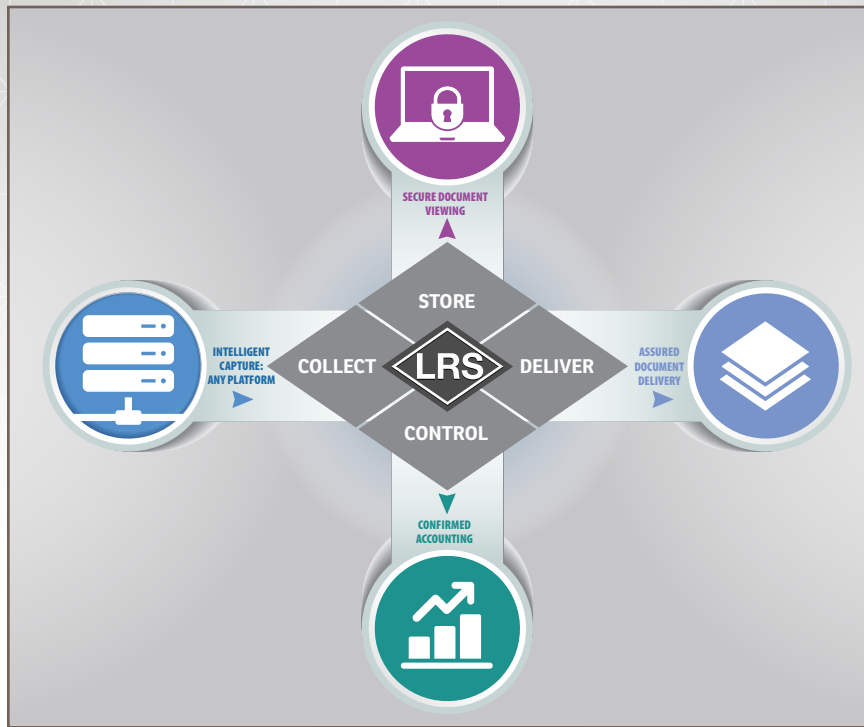 SECURE DOCUMENT
VIEWING
STORE
INTELLIGENT
CAPTURE:
ANY PLATFORM
COLLECT
LRS
DELIVER
ASSURED
DOCUMENT
DELIVERY
CONTROL
CONFIRMED
ACCOUNTING